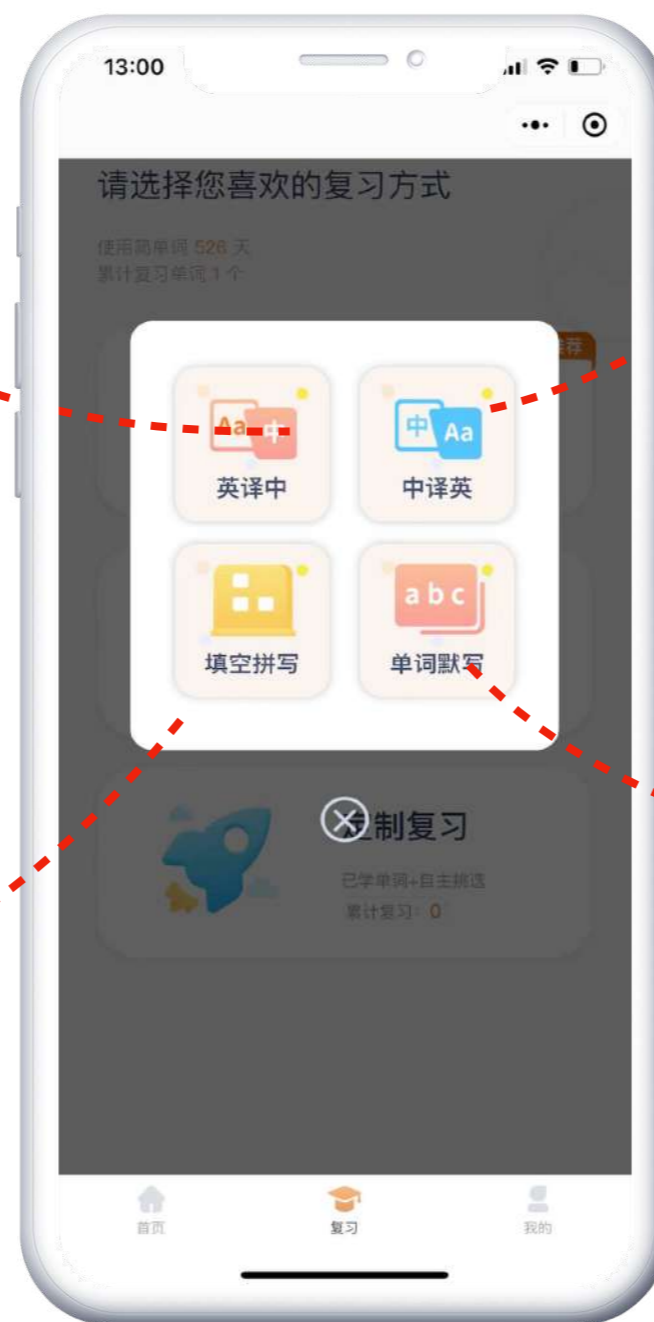 13:00
请选择您喜欢的复习方式
使用简单词 526 天
累计复习单词 1 个
推荐
Aa 中
中 Aa
英译中
中译英
a b c
填空拼写
单词默写
定制复习
已学单词+自主挑选
累计复习: 0
首页
复习
我的